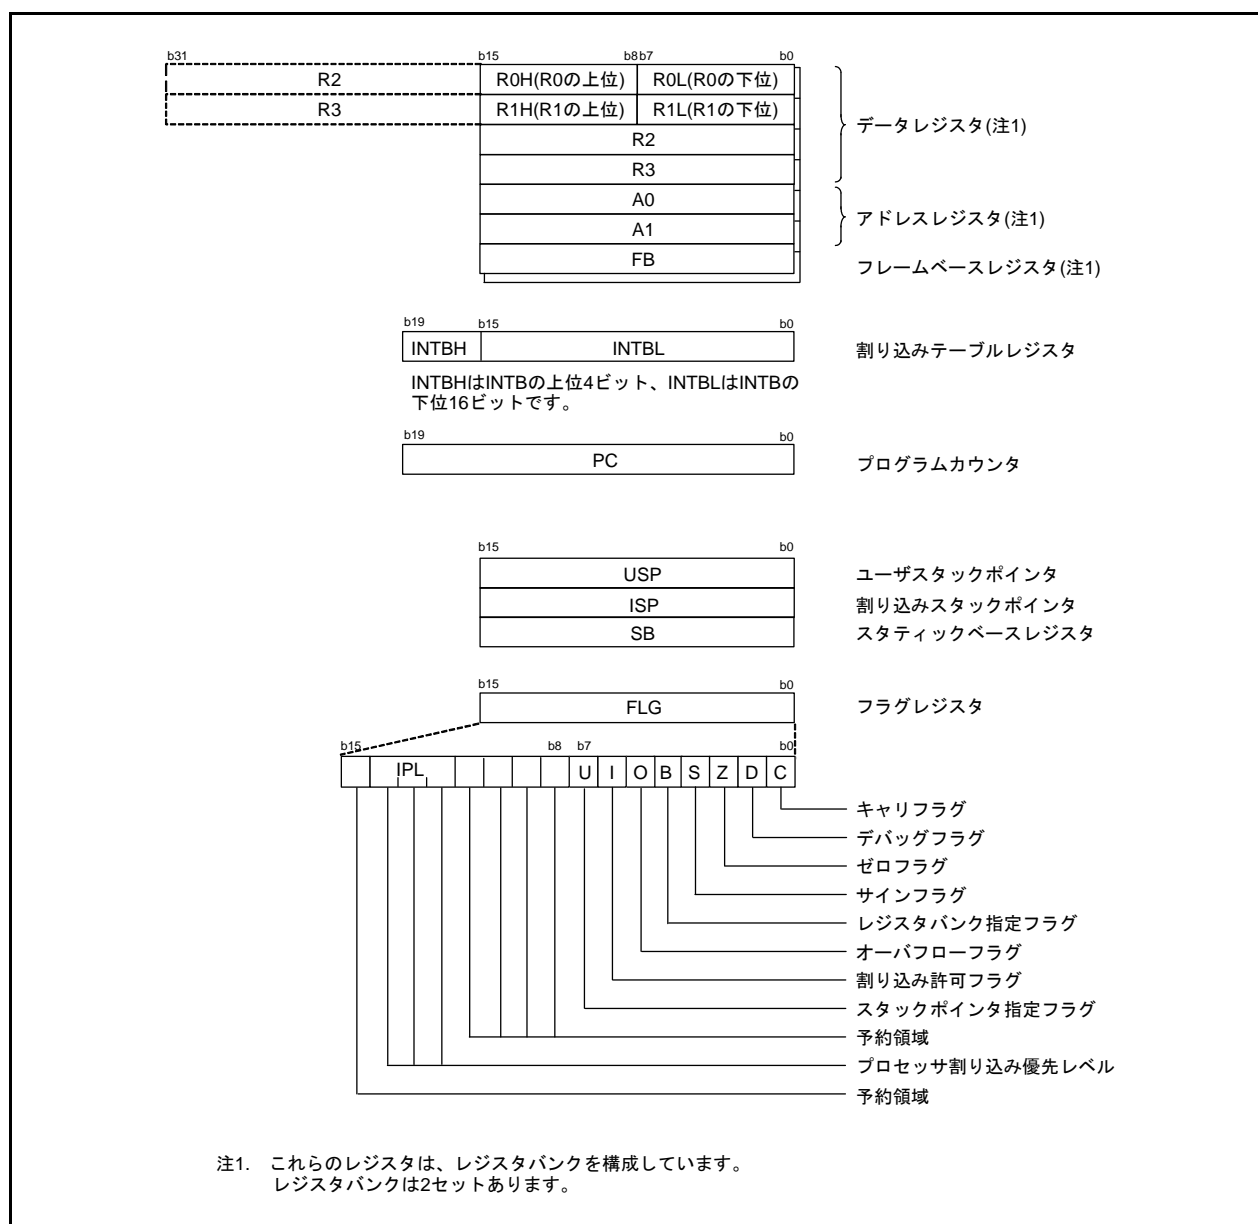 b31 b15 b8 b7 b0
R2 R0H(R0の上位) R0L(R0の下位)
R3 R1H(R1の上位) R1L(R1の下位)
データレジスタ(注1)
R2
R3
A0
アドレスレジスタ(注1)
A1
FB フレームベースレジスタ(注1)
b19 b15 b0
INTBH INTBL 割り込みテーブルレジスタ
INTBHはINTBの上位4ビット、INTBLはINTBの
下位16ビットです。
b19 b0
PC プログラムカウンタ
b15 b0
USP ユーザスタックポインタ
ISP 割り込みスタックポインタ
SB スタティックベースレジスタ
b15 b0
FLG フラグレジスタ
b15 b8 b7 b0
IPL U I O B S Z D C
キャリフラグ
デバッグフラグ
ゼロフラグ
サインフラグ
レジスタバンク指定フラグ
オーバフローフラグ
割り込み許可フラグ
スタックポインタ指定フラグ
予約領域
プロセッサ割り込み優先レベル
予約領域
注1. これらのレジスタは、レジスタバンクを構成しています。
レジスタバンクは2セットあります。